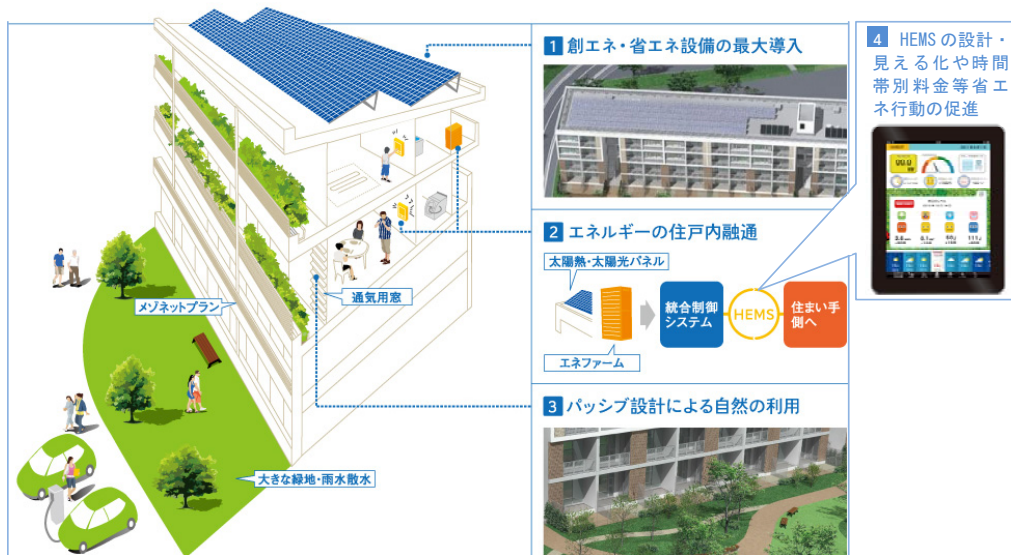 1 創エネ・省エネ設備の最大導入
2 エネルギーの住戸内融通
太陽熱・太陽光パネル
エネファーム
統合制御
システム
HEMS
住まい手
側へ
3 パッシブ設計による自然の利用
4 HEMSの設計・
見える化や時間
帯別料金等省エ
ネ行動の促進
メゾネットプラン
通気用窓
大きな緑地・雨水散水